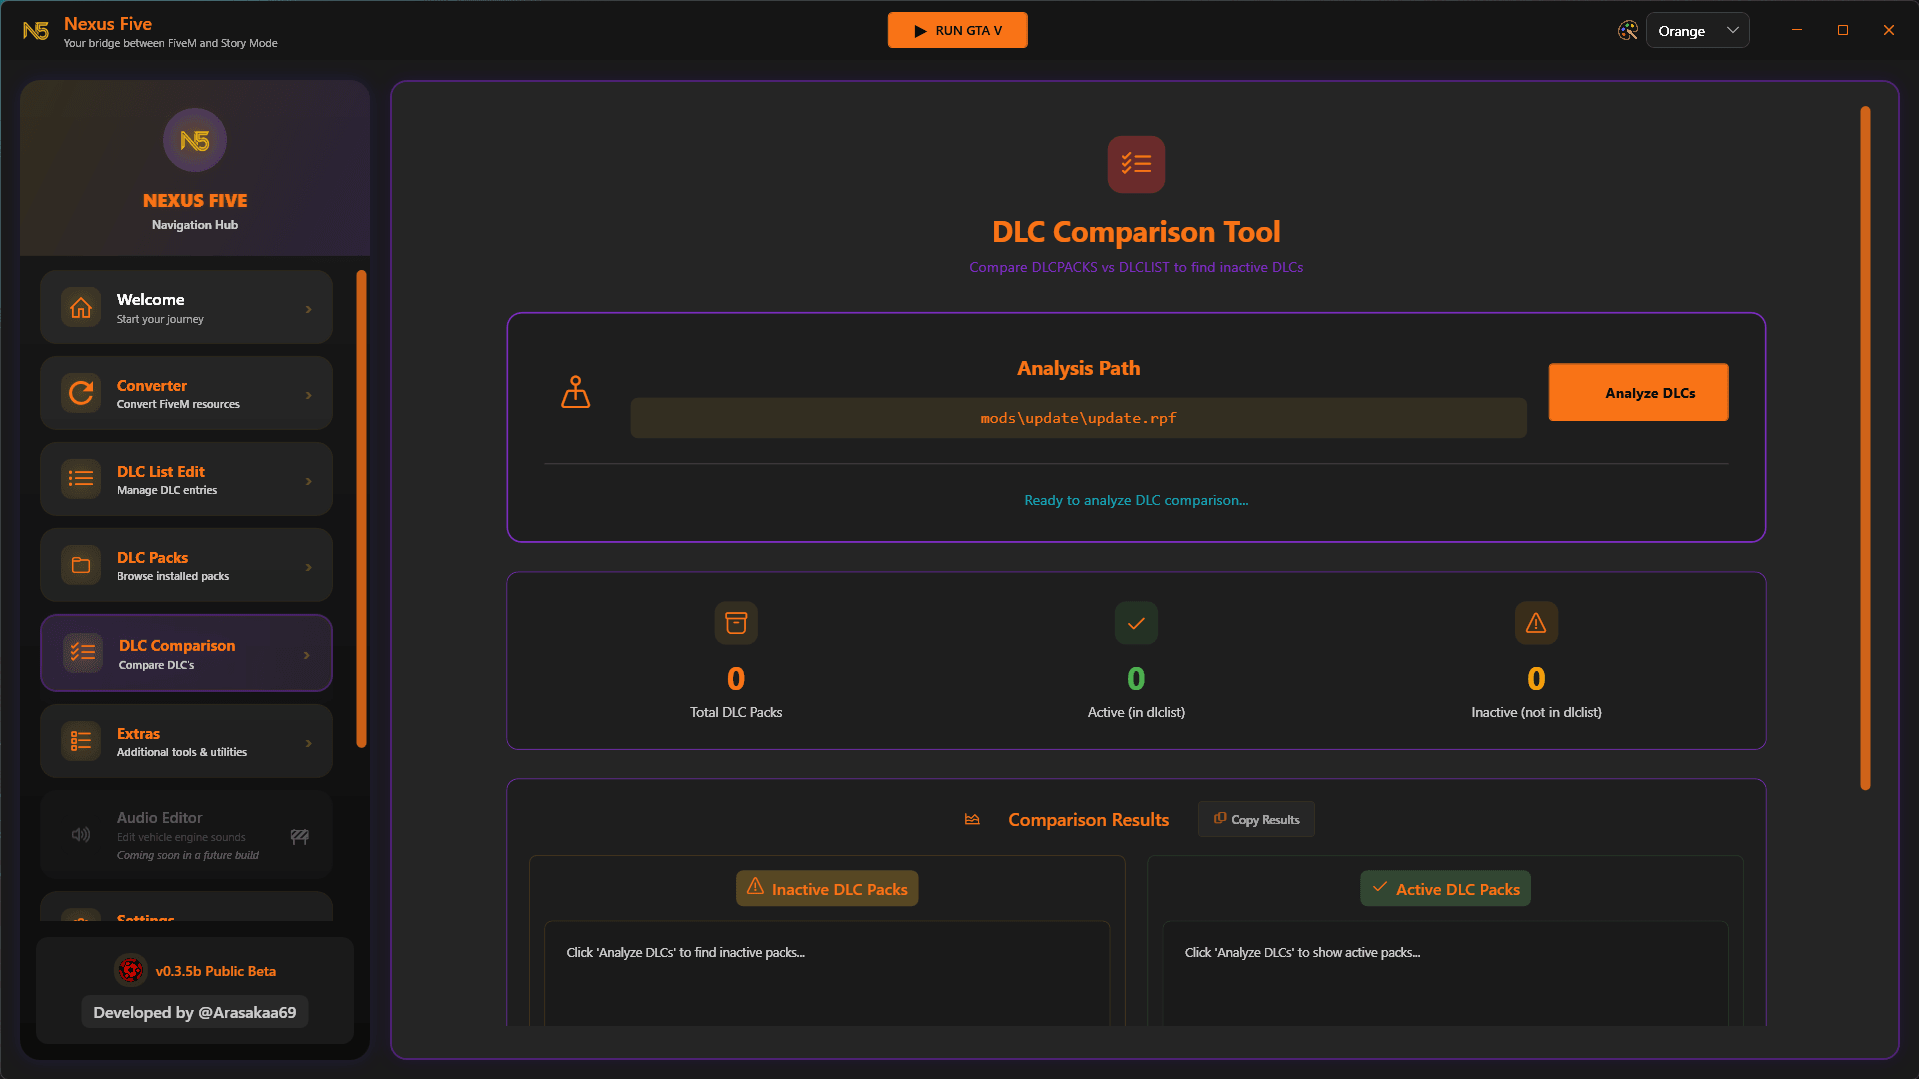 N5
Nexus Five
Your bridge between FiveM and Story Mode
RUN GTA V
Orange
N5
NEXUS FIVE
Navigation Hub
Welcome
Start your journey
Converter
Convert FiveM resources
DLC List Edit
Manage DLC entries
DLC Packs
Browse installed packs
DLC Comparison
Compare DLC's
Extras
Additional tools & utilities
Audio Editor
Edit vehicle engine sounds
Coming soon in a future build
Settings
v0.3.5b Public Beta
Developed by @Arasakaa69
DLC Comparison Tool
Compare DLCPACKS vs DLCLIST to find inactive DLCs
Analysis Path
mods\update\update.rpf
Analyze DLCs
Ready to analyze DLC comparison...
0
Total DLC Packs
0
Active (in dlclist)
0
Inactive (not in dlclist)
Comparison Results
Copy Results
Inactive DLC Packs
Click 'Analyze DLCs' to find inactive packs...
Active DLC Packs
Click 'Analyze DLCs' to show active packs...